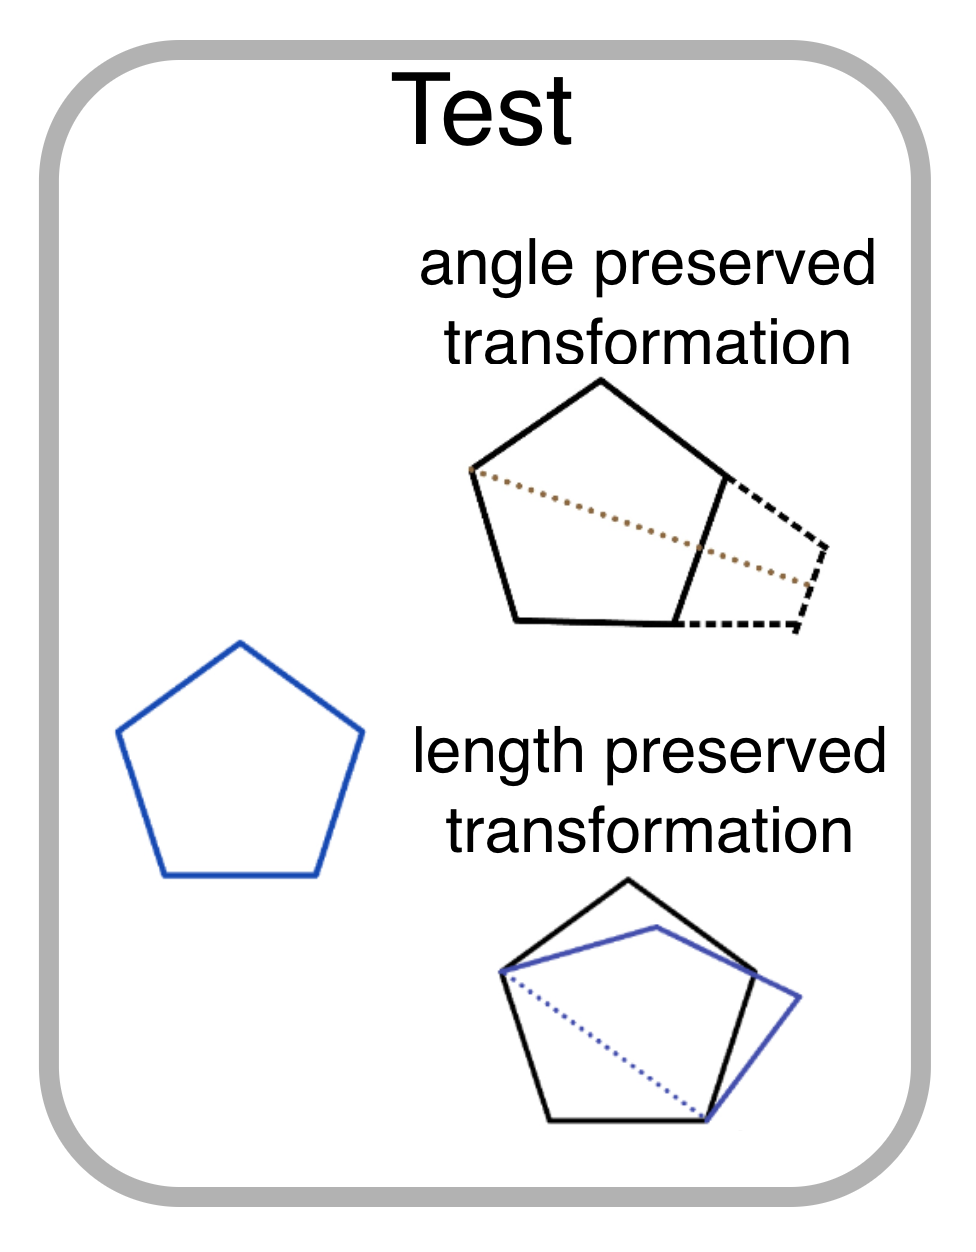 Test
angle preserved
transformation
length preserved
transformation